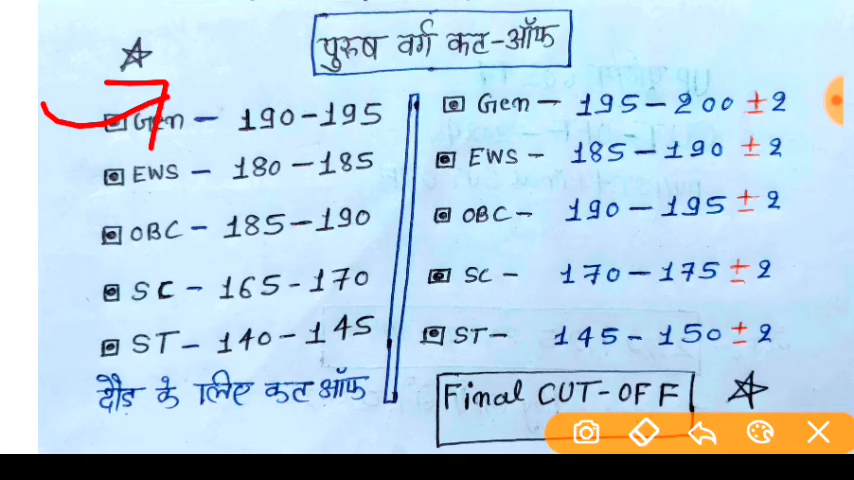 पुरुष वर्ग कट-ऑफ
Gen - 190-195
EWS - 180-185
OBC - 185-190
SC - 165-170
ST - 140-145
दौड़ के लिए कट ऑफ
Gen - 195-200 ±2
EWS - 185-190 ±2
OBC - 190-195 ±2
SC - 170-175 ±2
ST - 145-150 ±2
Final CUT-OFF